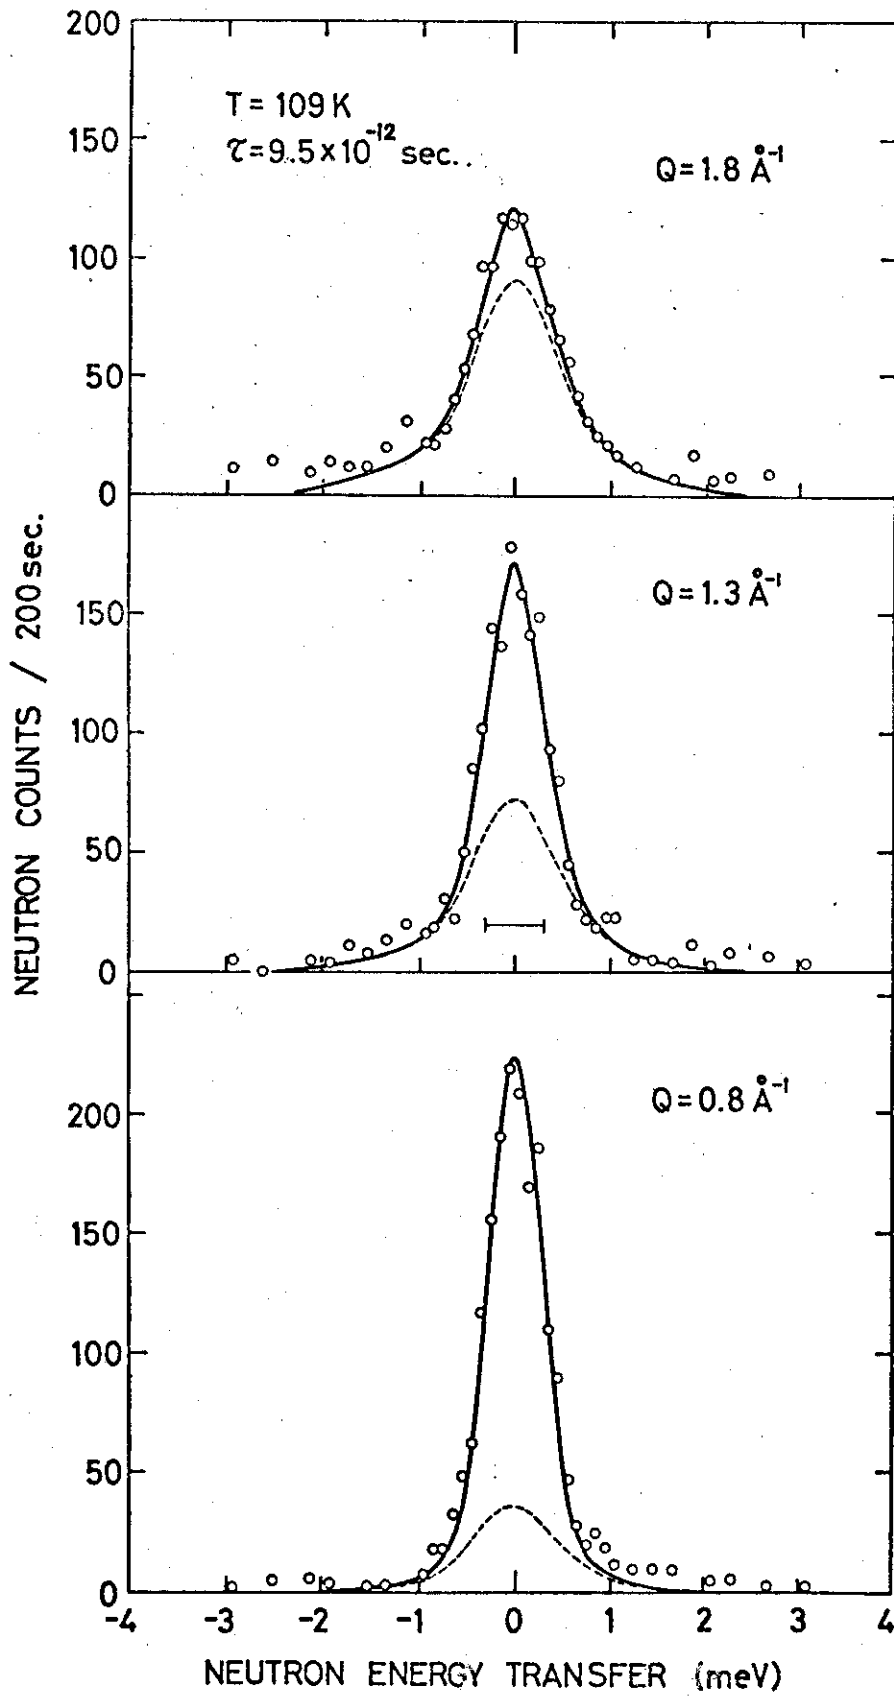 200
150
100
50
0
T = 109 K
τ = 9.5 × 10⁻¹² sec.
Q = 1.8 Å⁻¹
150
100
50
0
Q = 1.3 Å⁻¹
200
150
100
50
0
Q = 0.8 Å⁻¹
-4 -3 -2 -1 0 1 2 3 4
NEUTRON ENERGY TRANSFER (meV)
NEUTRON COUNTS / 200 sec.